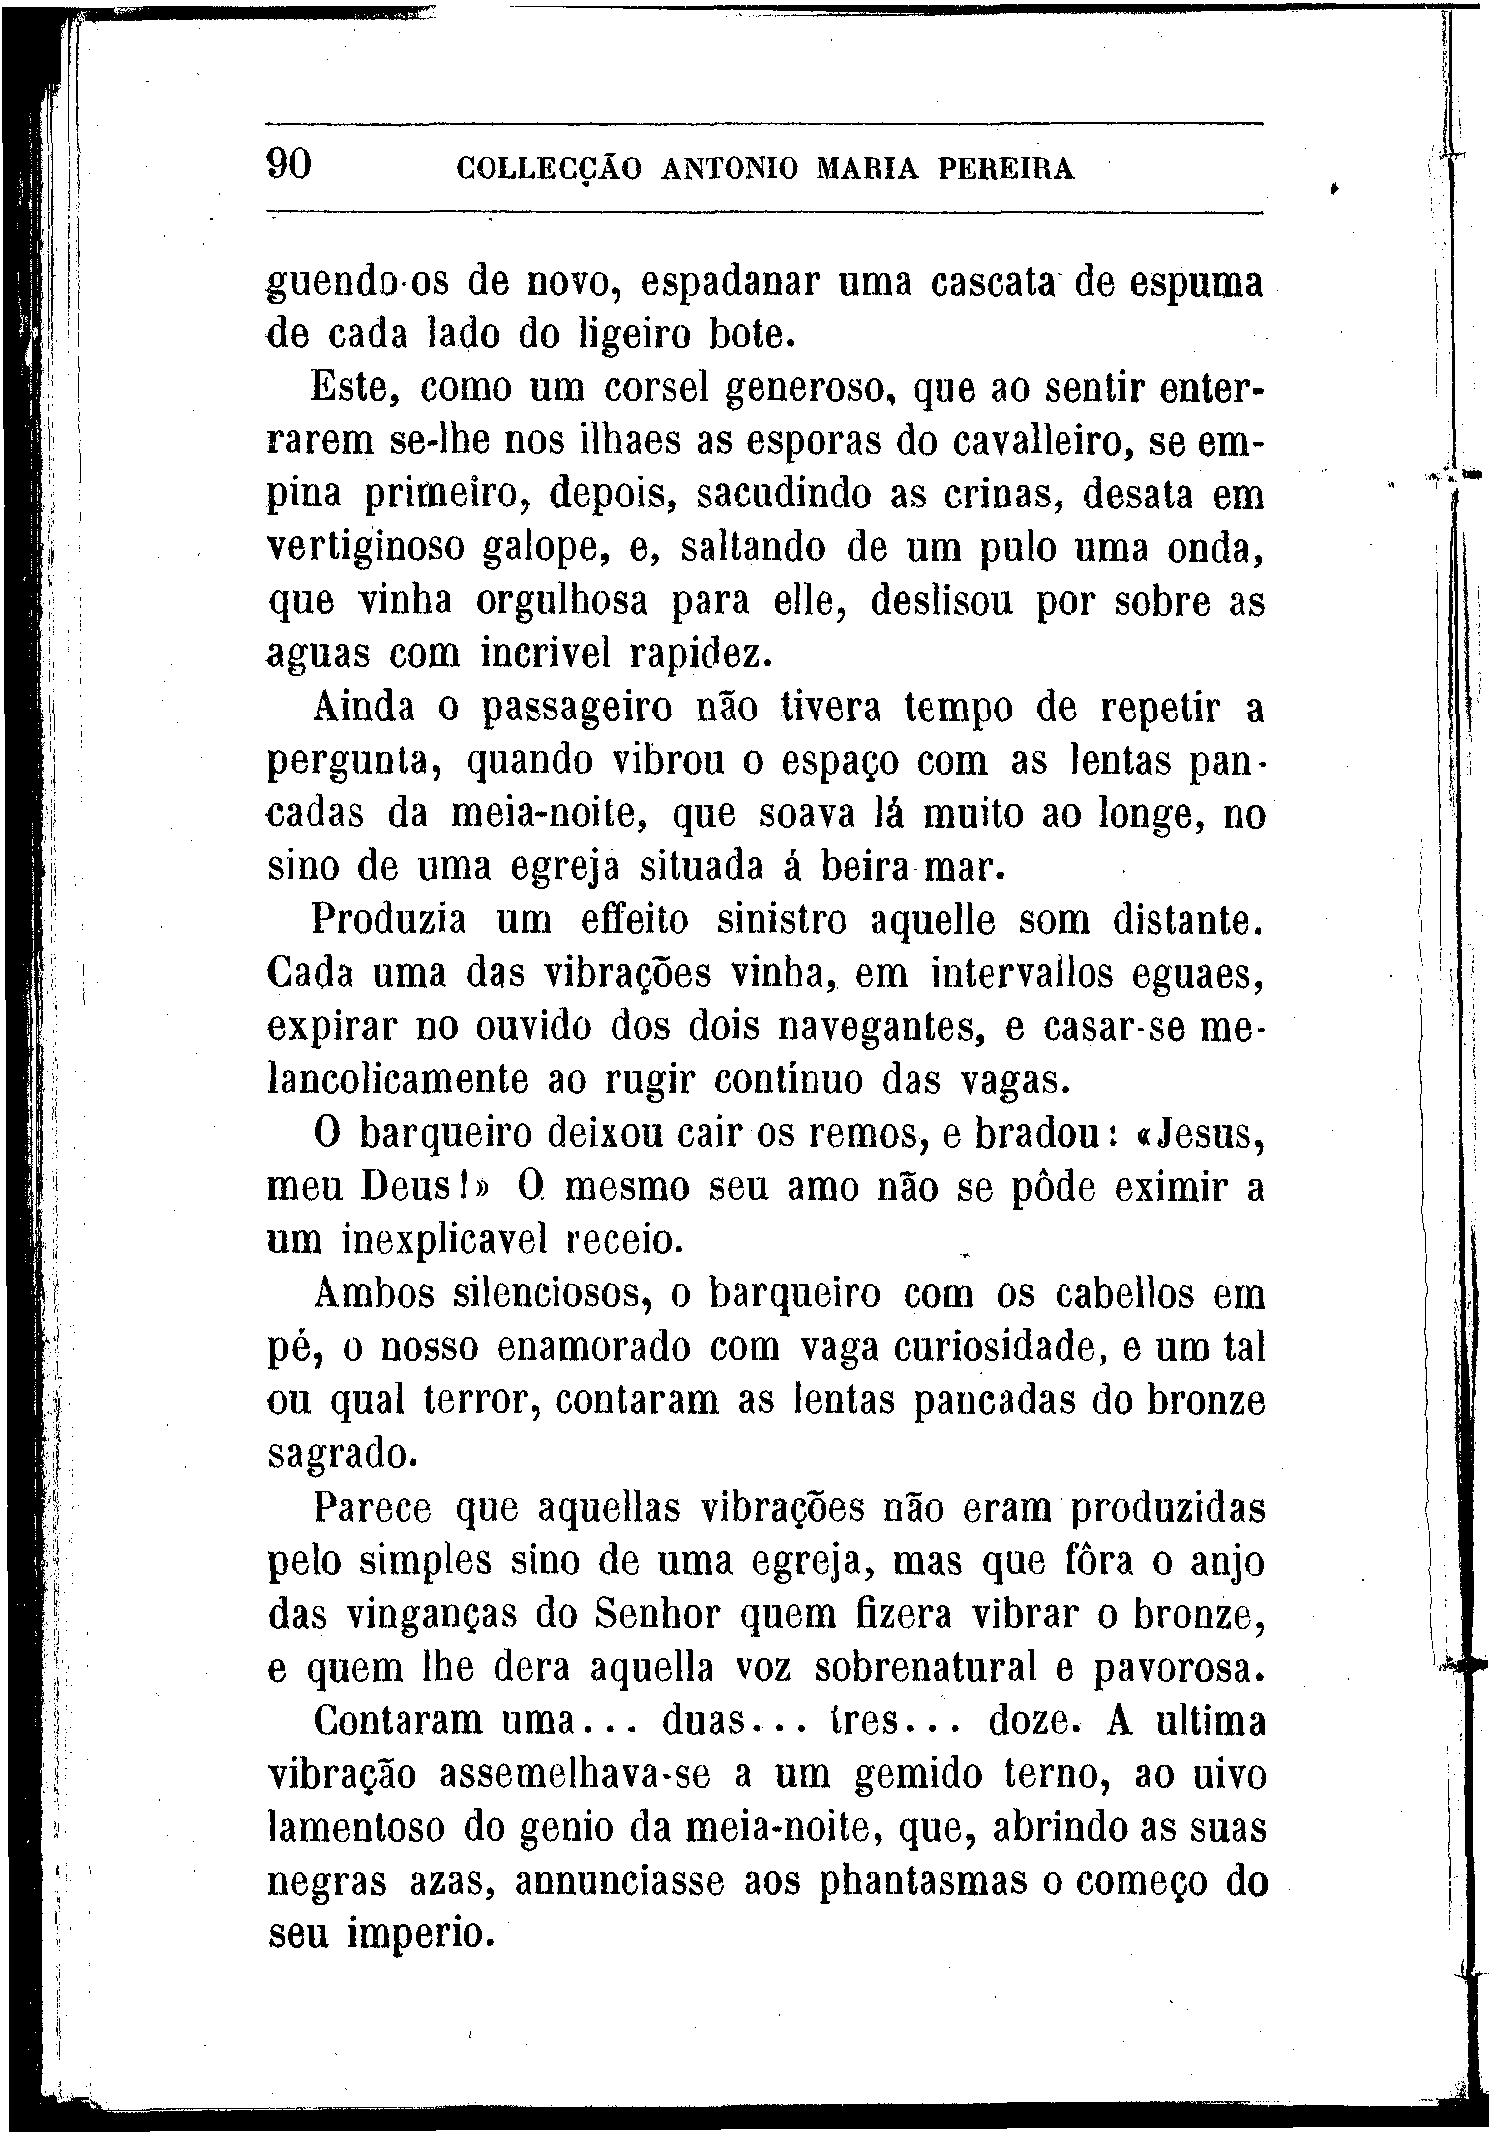 90 COLLECÇÃO ANTONIO MARIA PEREIRA
guendo-os de novo, espadanar uma cascata de espuma
de cada lado do ligeiro bote.
Este, como um corsel generoso, que ao sentir enter-
rarem se-lhe nos ilhaes as esporas do cavalleiro, se em-
pina primeiro, depois, sacudindo as crinas, desata em
vertiginoso galope, e, saltando de um pulo uma onda,
que vinha orgulhosa para elle, deslisou por sobre as
aguas com incrivel rapidez.
Ainda o passageiro não tivera tempo de repetir a
pergunta, quando vibrou o espaço com as lentas pan-
cadas da meia-noite, que soava lá muito ao longe, no
sino de uma egreja situada á beira mar.
Produzia um effeito sinistro aquelle som distante.
Cada uma das vibrações vinha, em intervallos eguaes,
expirar no ouvido dos dois navegantes, e casar-se me-
lancolicamente ao rugir continuo das vagas.
O barqueiro deixou cair os remos, e bradou: «Jesus,
meu Deus!» O mesmo seu amo não se pôde eximir a
um inexplicavel receio.
Ambos silenciosos, o barqueiro com os cabellos em
pé, o nosso enamorado com vaga curiosidade, e um tal
ou qual terror, contaram as lentas pancadas do bronze
sagrado.
Parece que aquellas vibrações não eram produzidas
pelo simples sino de uma egreja, mas que fôra o anjo
das vinganças do Senhor quem fizera vibrar o bronze,
e quem lhe dera aquella voz sobrenatural e pavorosa.
Contaram uma... duas... tres... doze. A ultima
vibração assemelhava-se a um gemido terno, ao uivo
lamentoso do genio da meia-noite, que, abrindo as suas
negras azas, annunciasse aos phantasmas o começo do
seu imperio.